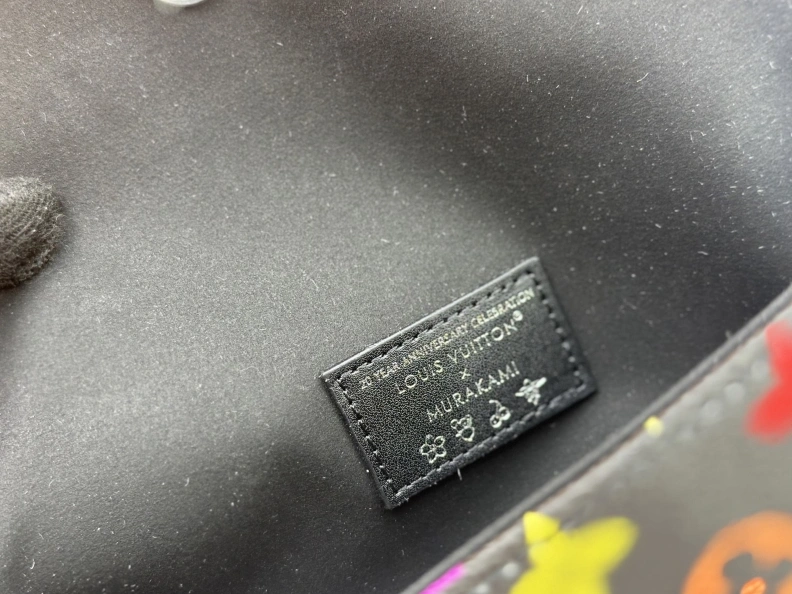 20 YEAR ANNIVERSARY CELEBRATION
LOUIS VUITTON®
x
MURAKAMI